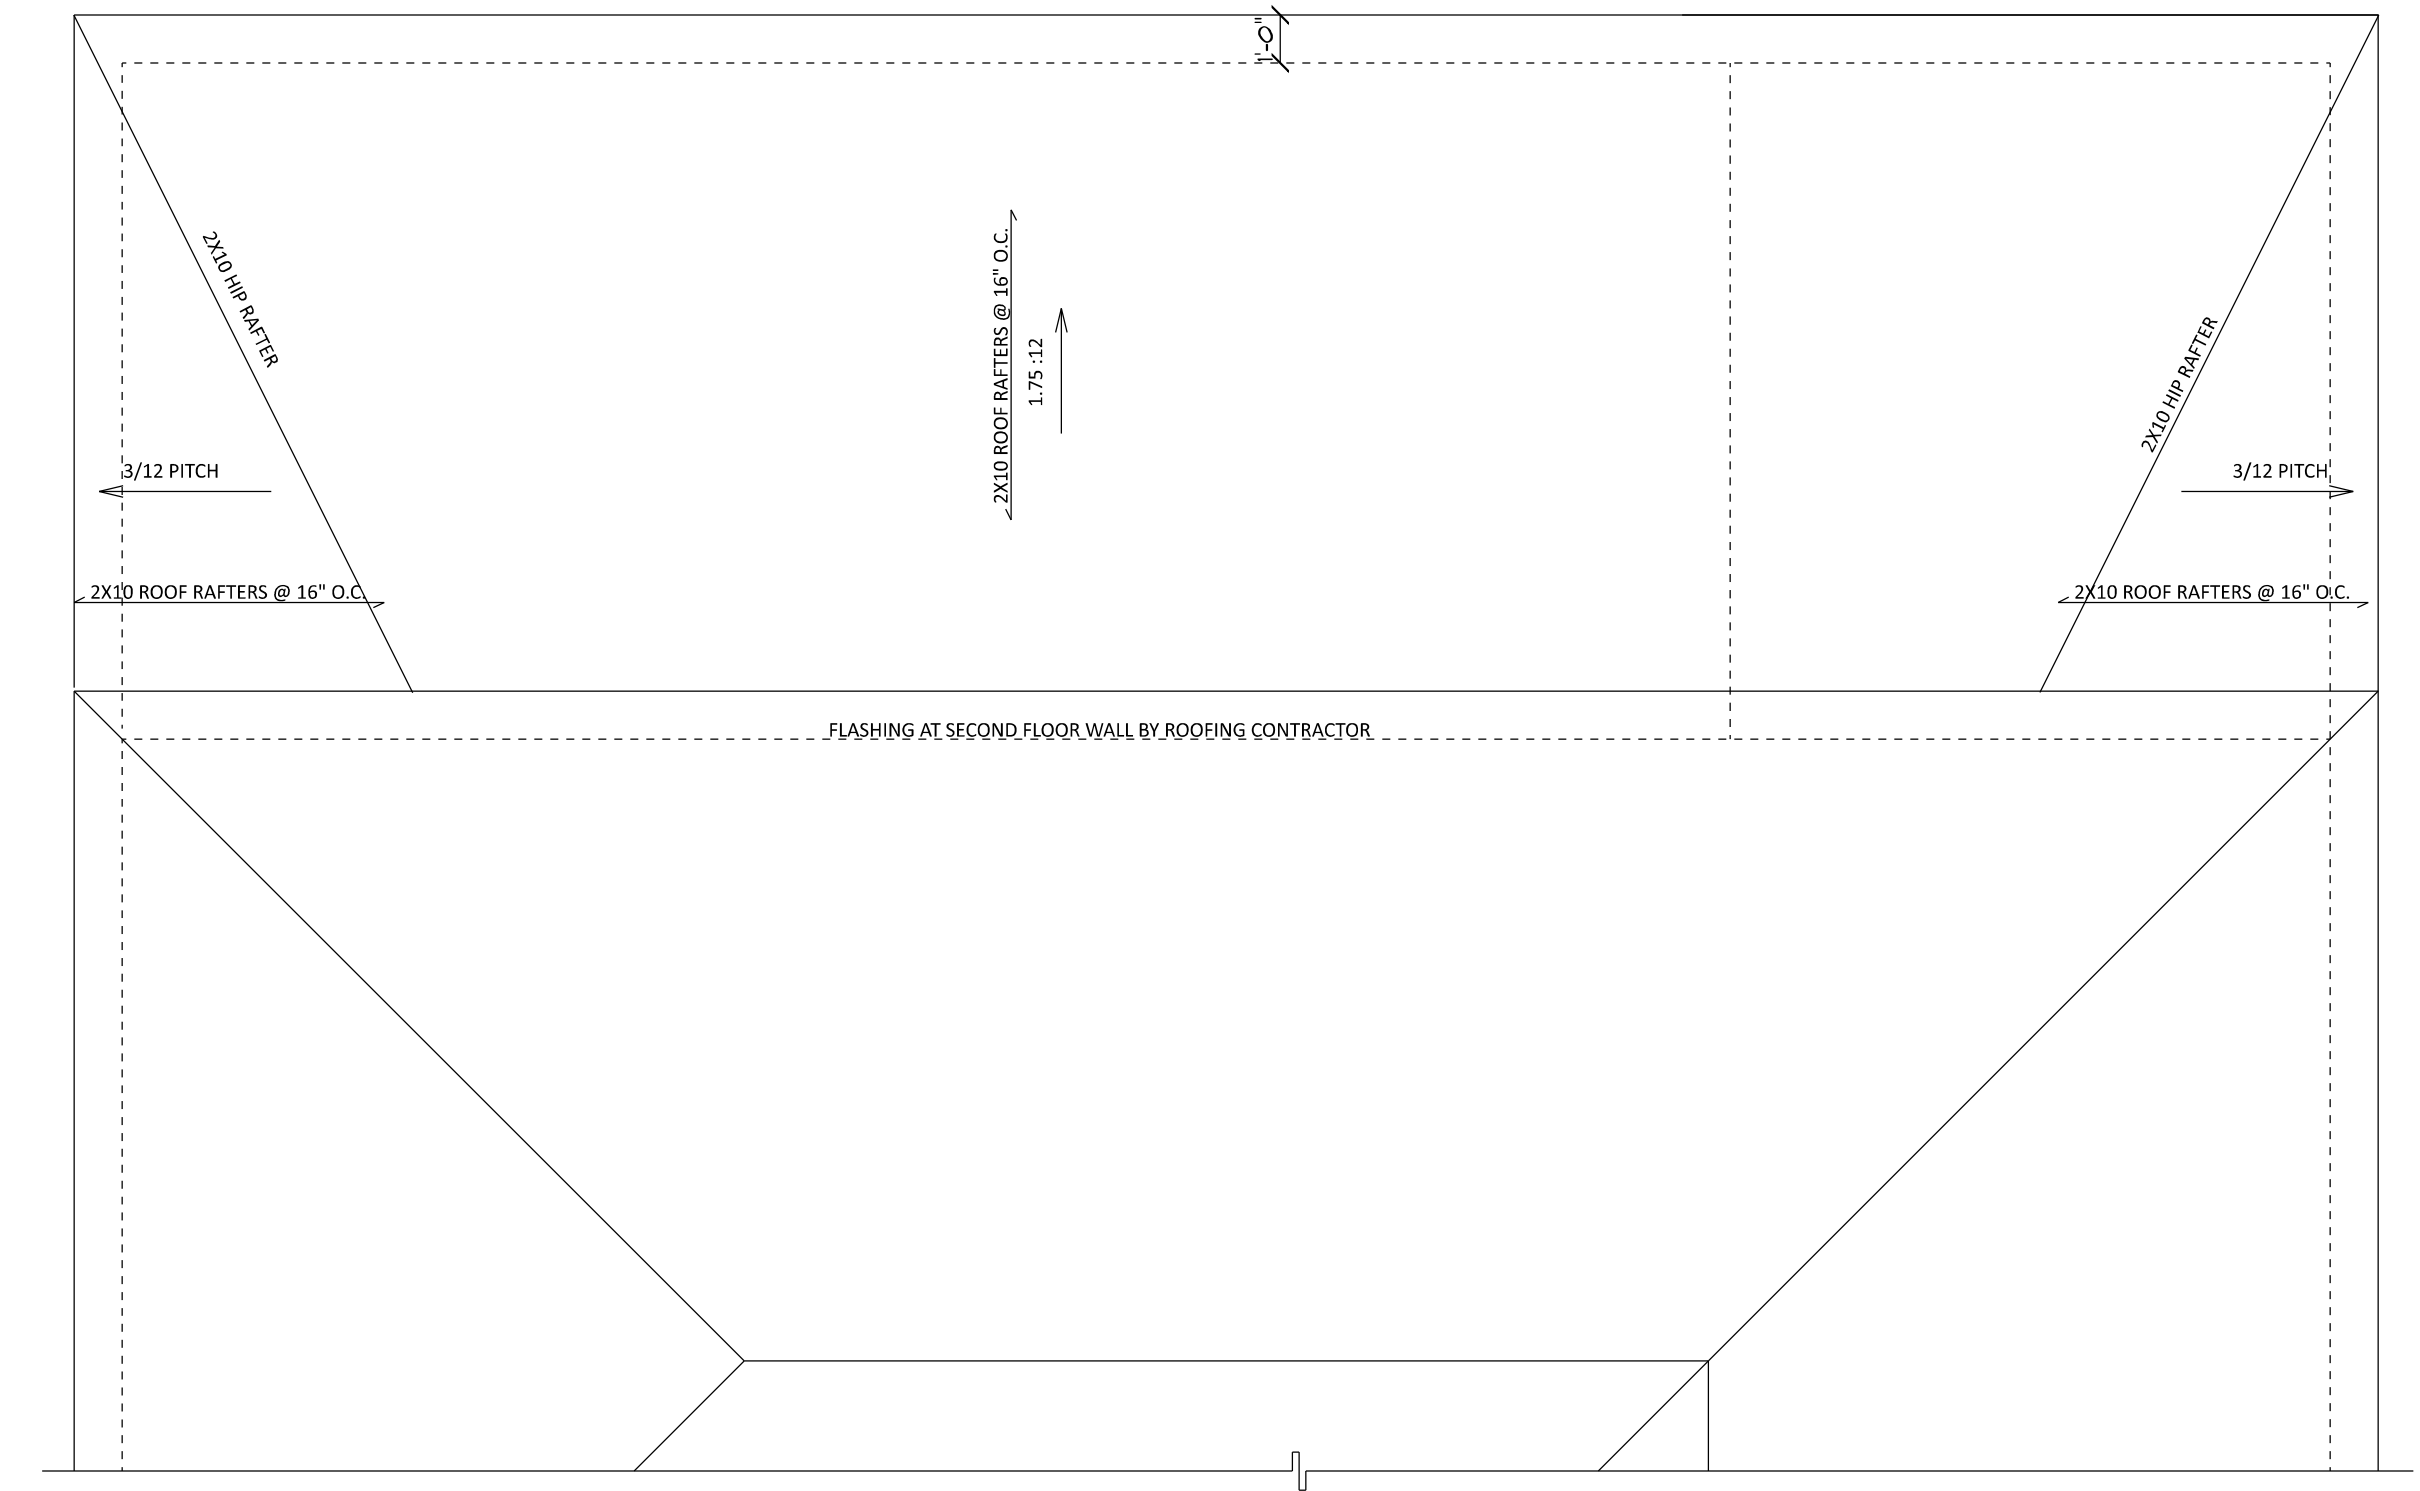 1'-0"
2X10 HIP RAFTER
2X10 ROOF RAFTERS @ 16" O.C.
1.75 :12
2X10 HIP RAFTER
3/12 PITCH
3/12 PITCH
2X10 ROOF RAFTERS @ 16" O.C.
2X10 ROOF RAFTERS @ 16" O.C.
FLASHING AT SECOND FLOOR WALL BY ROOFING CONTRACTOR